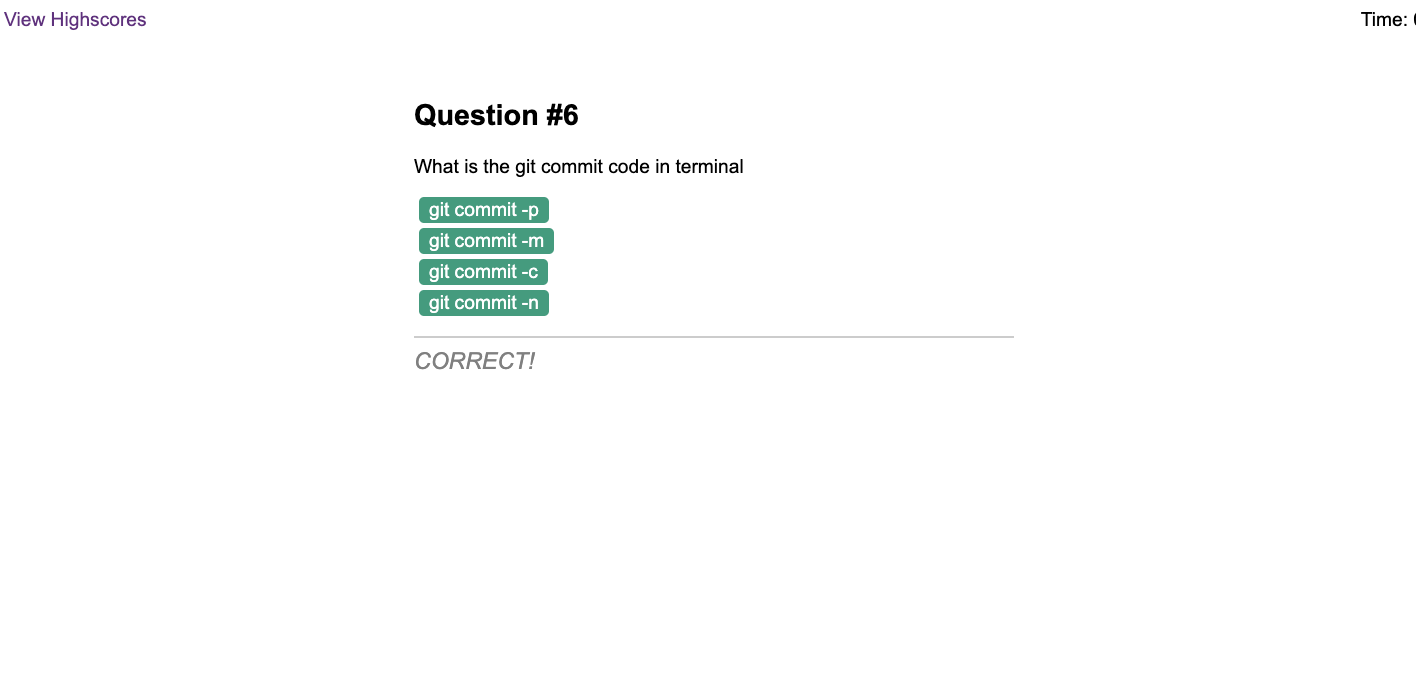 View Highscores
Time:
Question #6
What is the git commit code in terminal
git commit -p
git commit -m
git commit -c
git commit -n
CORRECT!